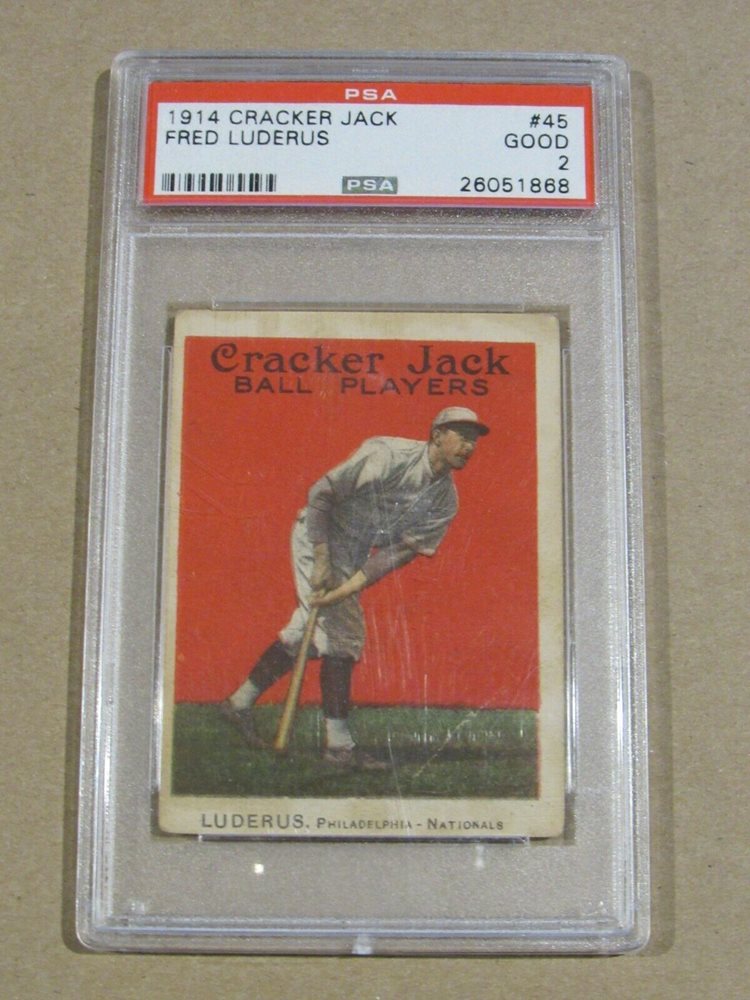 PSA
1914 CRACKER JACK #45
FRED LUDERUS GOOD
2
PSA 26051868
Cracker Jack
BALL PLAYERS
LUDERUS. PHILADELPHIA - NATIONALS